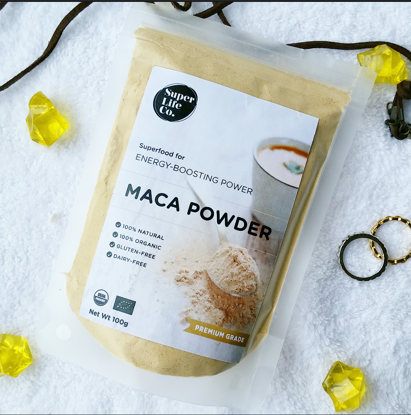 Super
Life
Co.
Superfood for
ENERGY-BOOSTING POWER
MACA POWDER
100% NATURAL
100% ORGANIC
GLUTEN-FREE
DAIRY-FREE
Net Wt 100g
PREMIUM GRADE